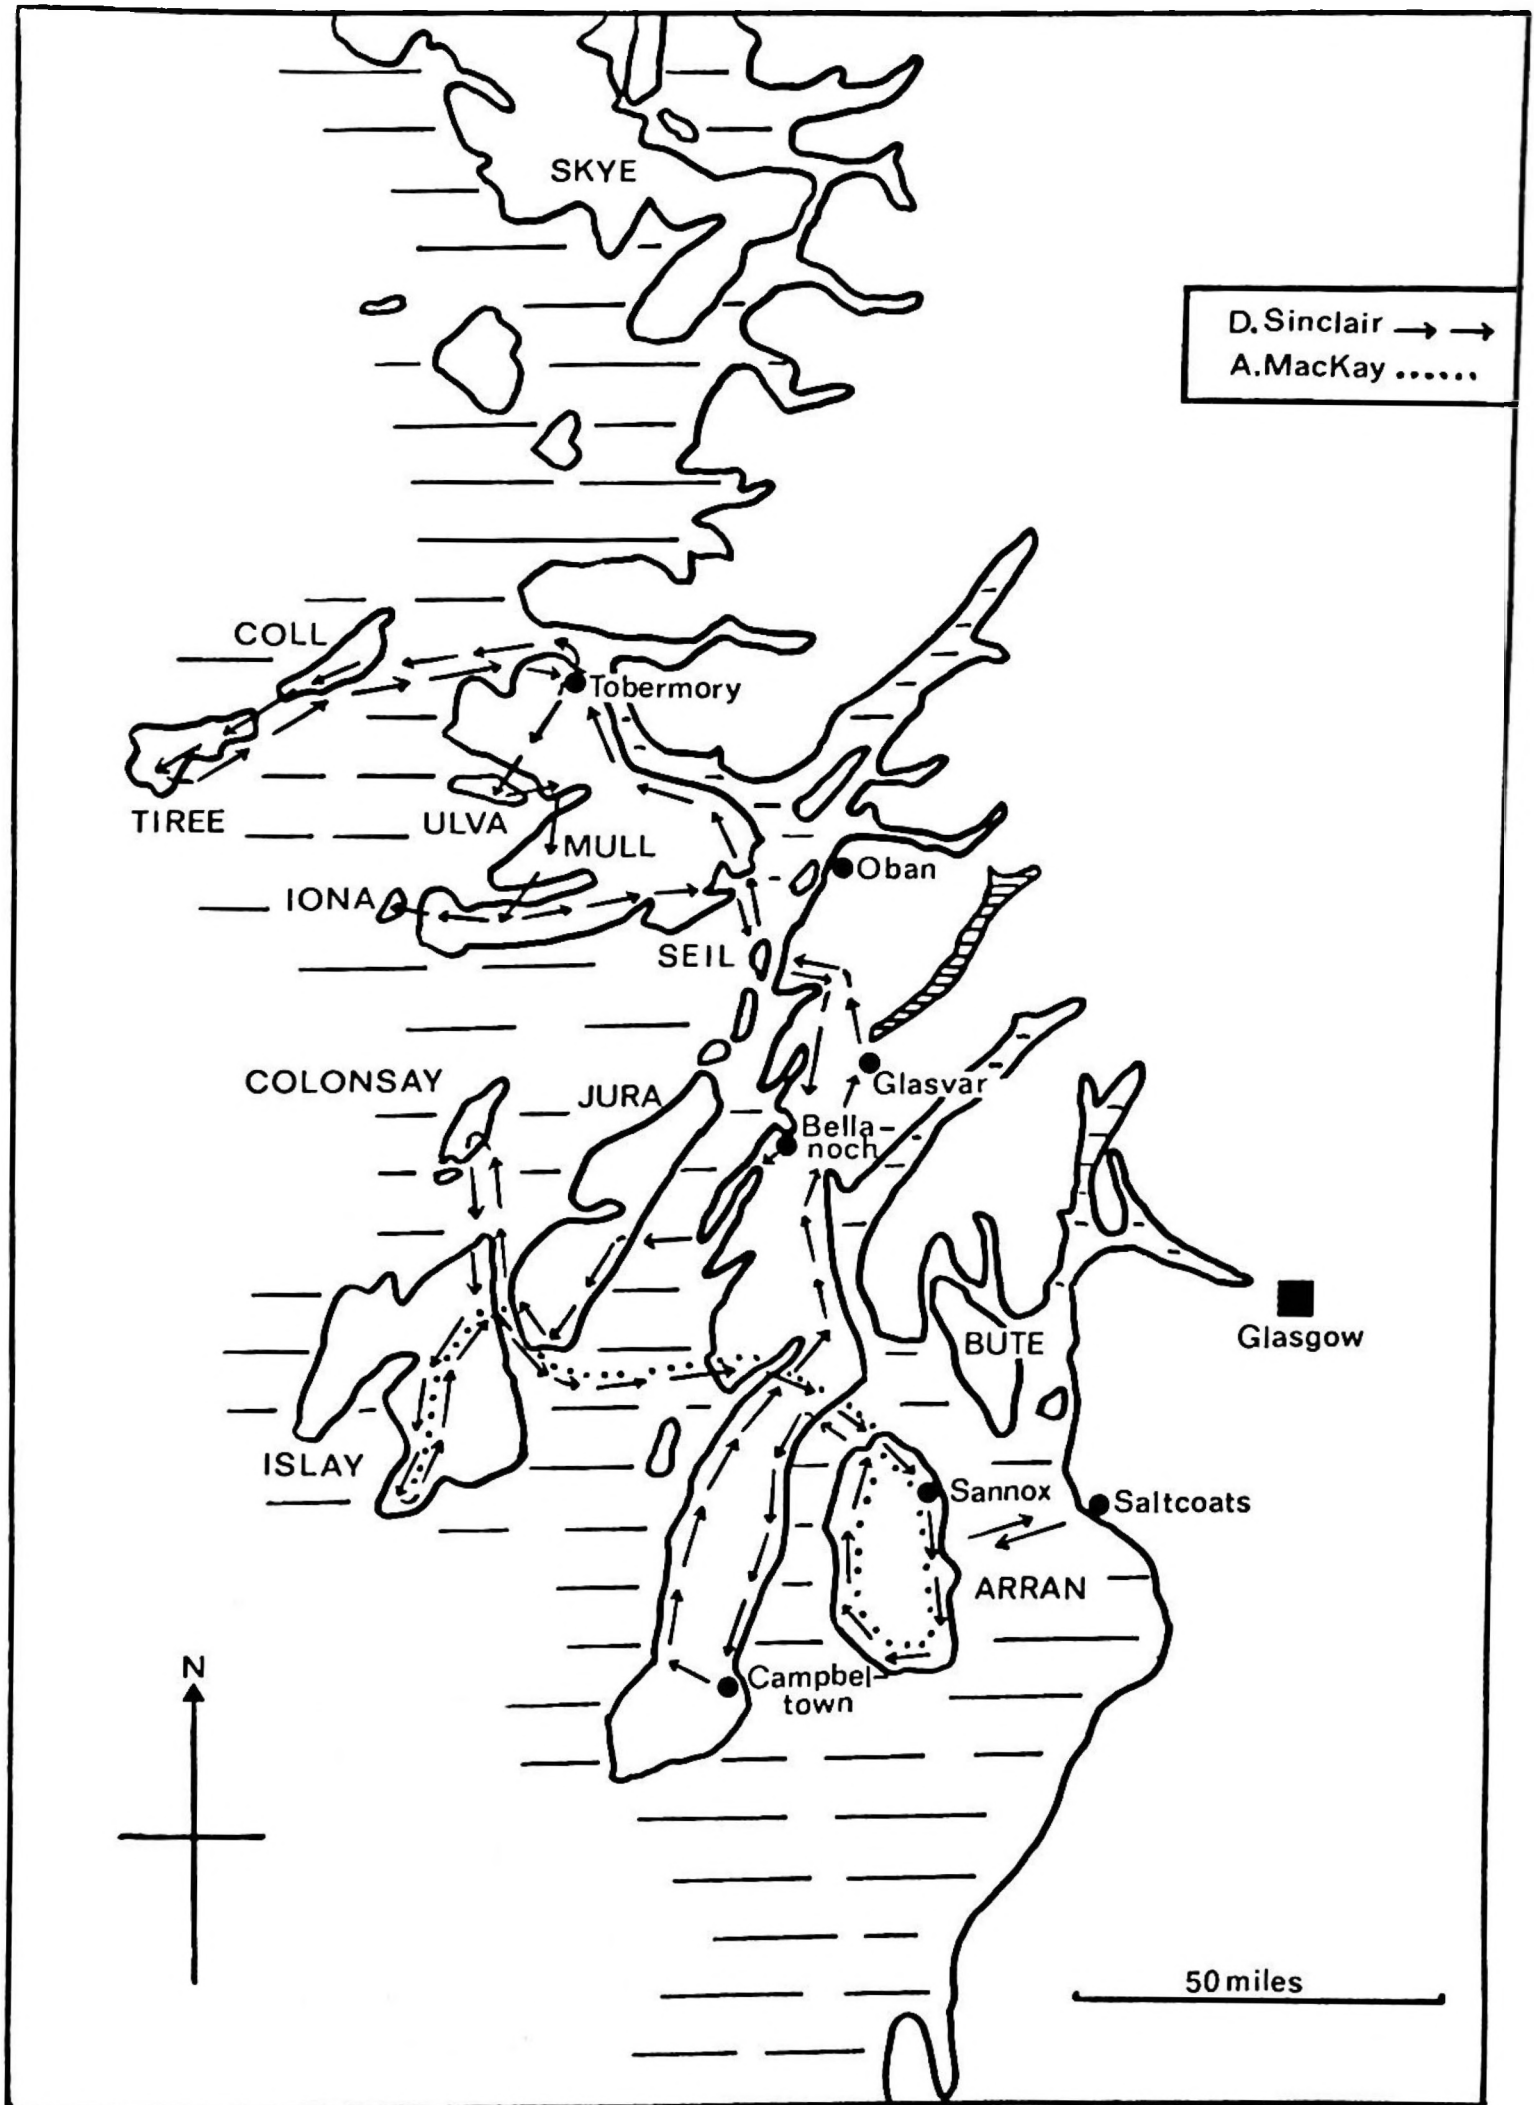 SKYE
D. Sinclair
A. MacKay
COLL
Tobermory
TIREE
ULVA
MULL
Oban
IONA
SEIL
COLONSAY
JURA
Glasvar
Bella-
noch
BUTE
Glasgow
ISLAY
Sannox
Saltcoats
ARRAN
N
Campbel-
town
50 miles